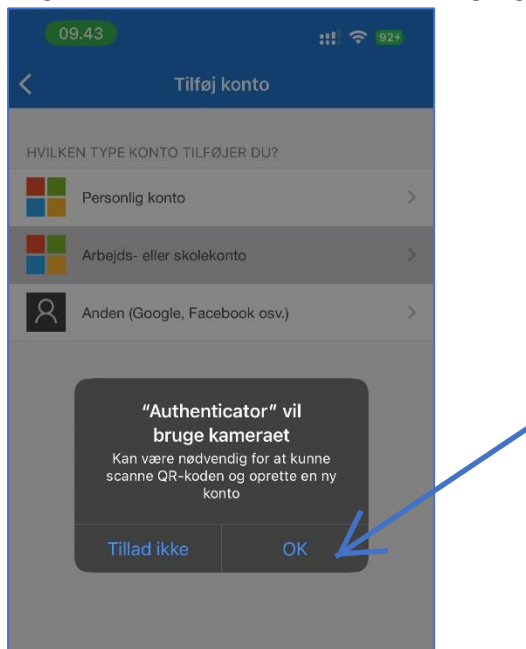 09.43
92+
Tilføj konto
HVILKEN TYPE KONTO TILFØJER DU?
Personlig konto
Arbejds- eller skolekonto
Anden (Google, Facebook osv.)
“Authenticator” vil
bruge kameraet
Kan være nødvendig for at kunne
scanne QR-koden og oprette en ny
konto
Tillad ikke
OK